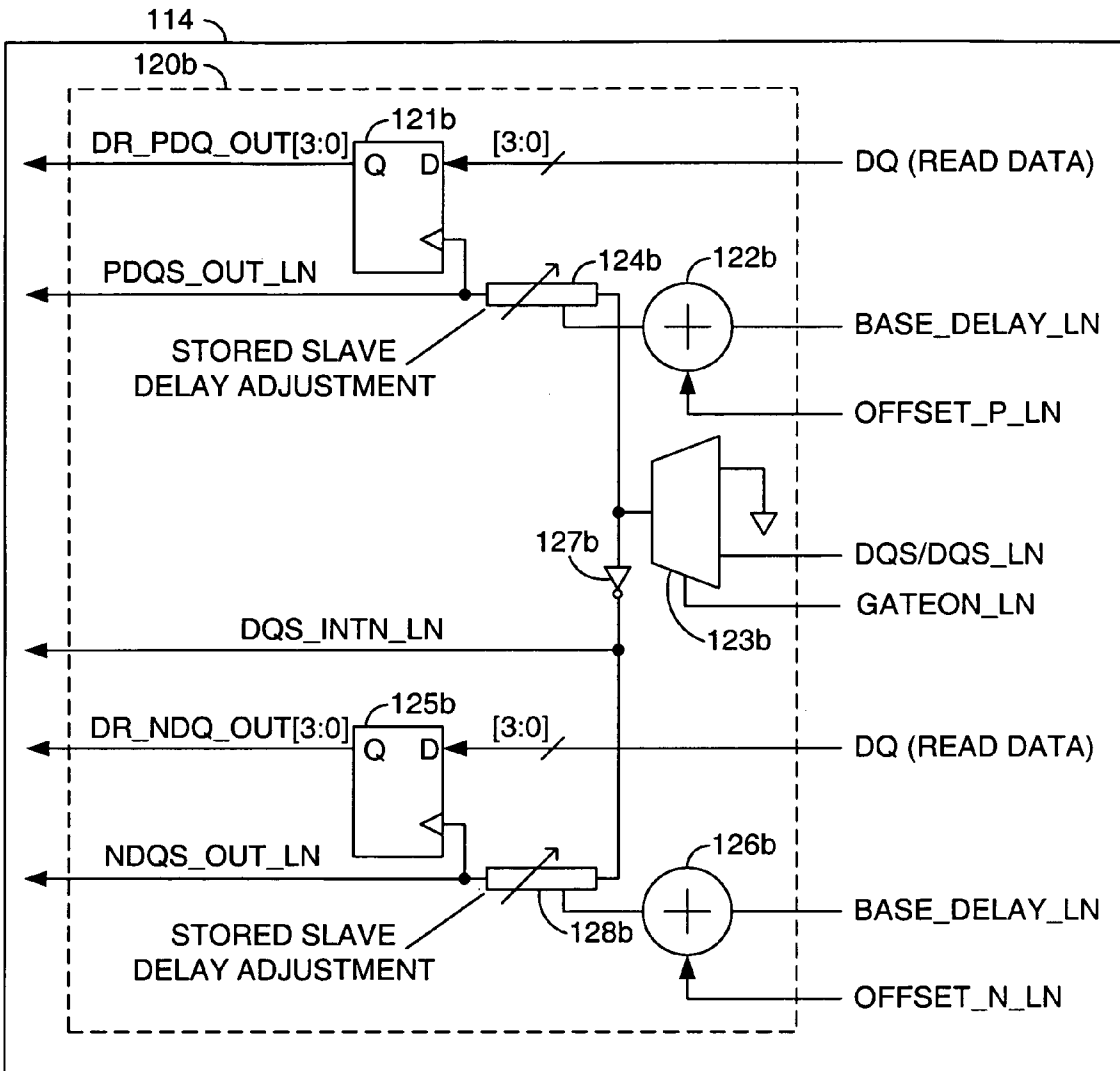 114
120b
121b
DR_PDQ_OUT[3:0]
Q D
[3:0]
DQ (READ DATA)
PDQS_OUT_LN
124b
122b
+
BASE_DELAY_LN
STORED SLAVE
DELAY ADJUSTMENT
OFFSET_P_LN
127b
DQS/DQS_LN
GATEON_LN
123b
DQS_INTN_LN
125b
DR_NDQ_OUT[3:0]
Q D
[3:0]
DQ (READ DATA)
NDQS_OUT_LN
126b
+
BASE_DELAY_LN
128b
STORED SLAVE
DELAY ADJUSTMENT
OFFSET_N_LN